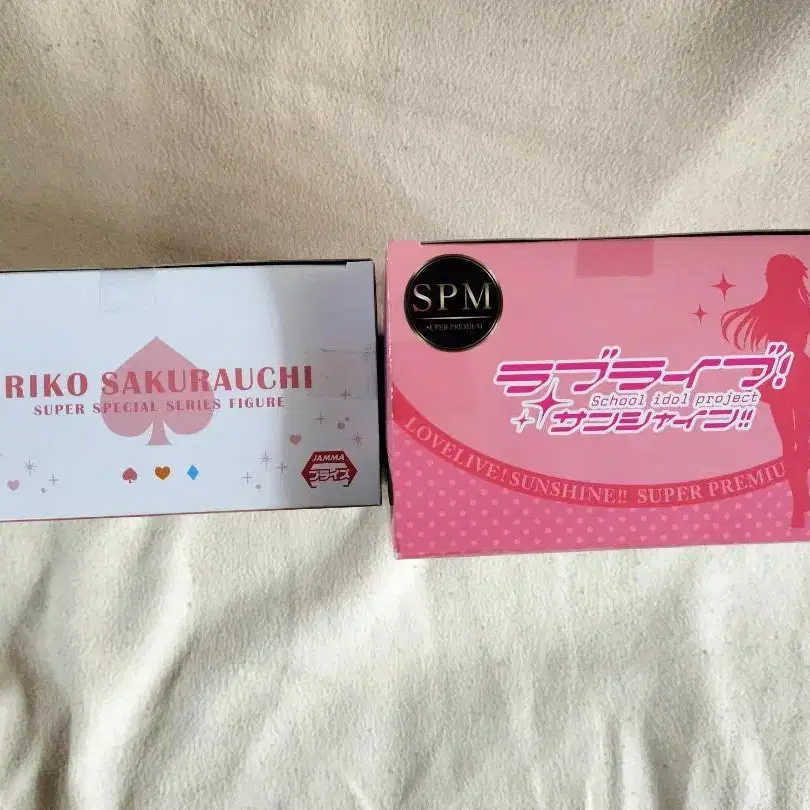 RIKO SAKURAUCHI
SUPER SPECIAL SERIES FIGURE
JAMMA
プライズ
SPM
SUPER PREMIUM
ラブライブ!
School idol project
サンシャイン!!
LOVELIVE! SUNSHINE!! SUPER PREMIU